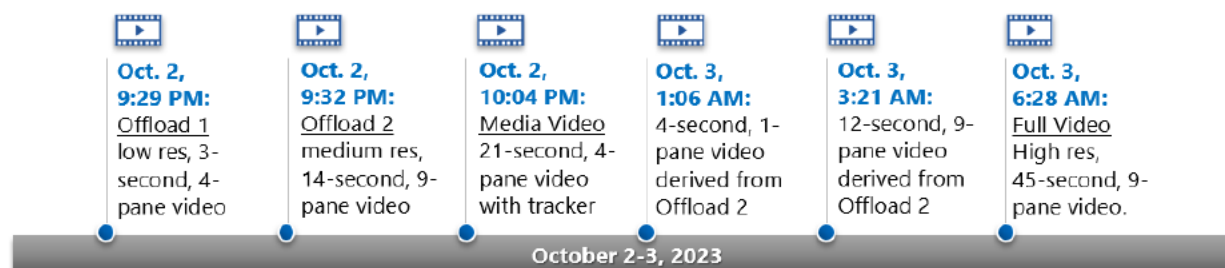 Oct. 2,
9:29 PM:
Offload 1
low res, 3-
second, 4-
pane video
Oct. 2,
9:32 PM:
Offload 2
medium res,
14-second, 9-
pane video
Oct. 2,
10:04 PM:
Media Video
21-second, 4-
pane video
with tracker
Oct. 3,
1:06 AM:
4-second, 1-
pane video
derived from
Offload 2
Oct. 3,
3:21 AM:
12-second, 9-
pane video
derived from
Offload 2
Oct. 3,
6:28 AM:
Full Video
High res,
45-second, 9-
pane video.
October 2-3, 2023